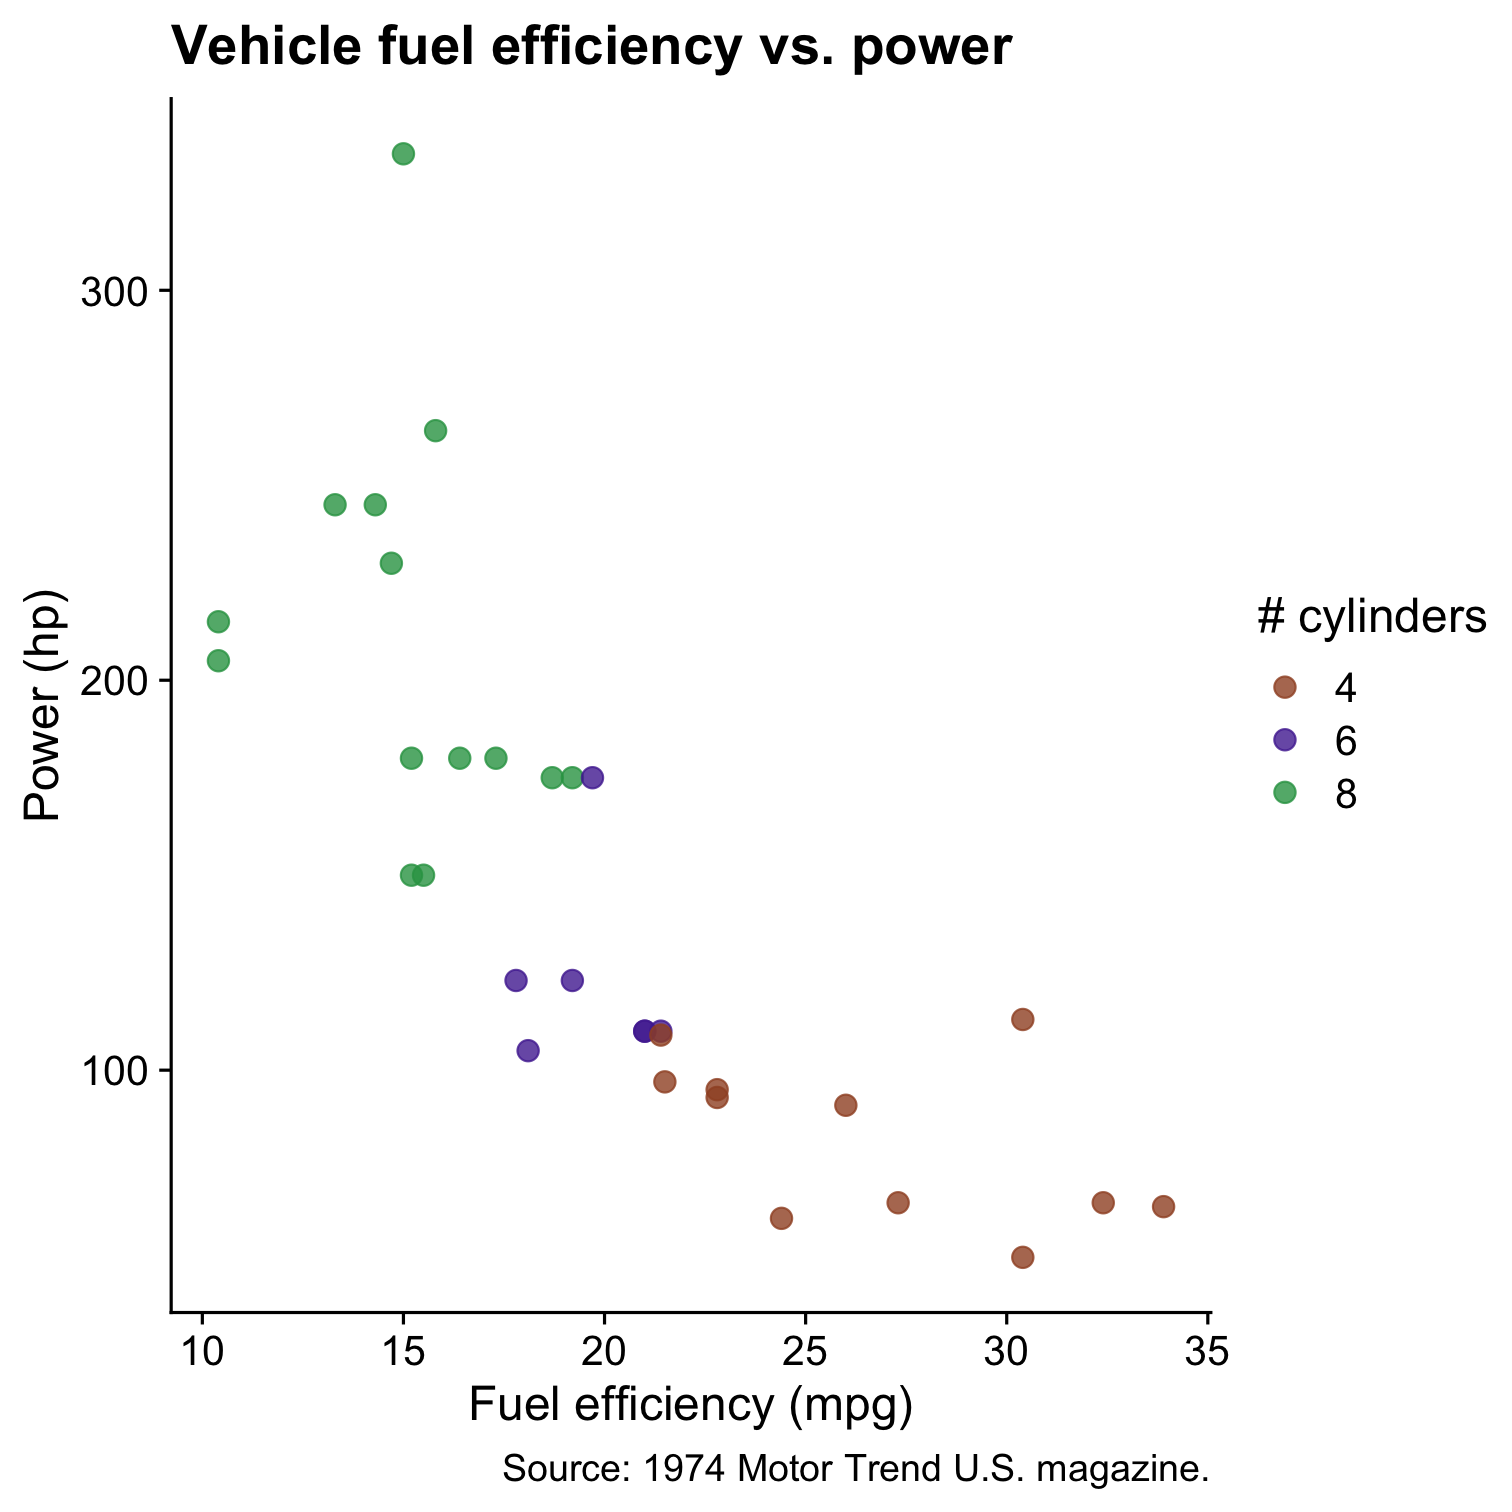 Vehicle fuel efficiency vs. power
300
200
100
Power (hp)
10 15 20 25 30 35
Fuel efficiency (mpg)
# cylinders
4
6
8
Source: 1974 Motor Trend U.S. magazine.